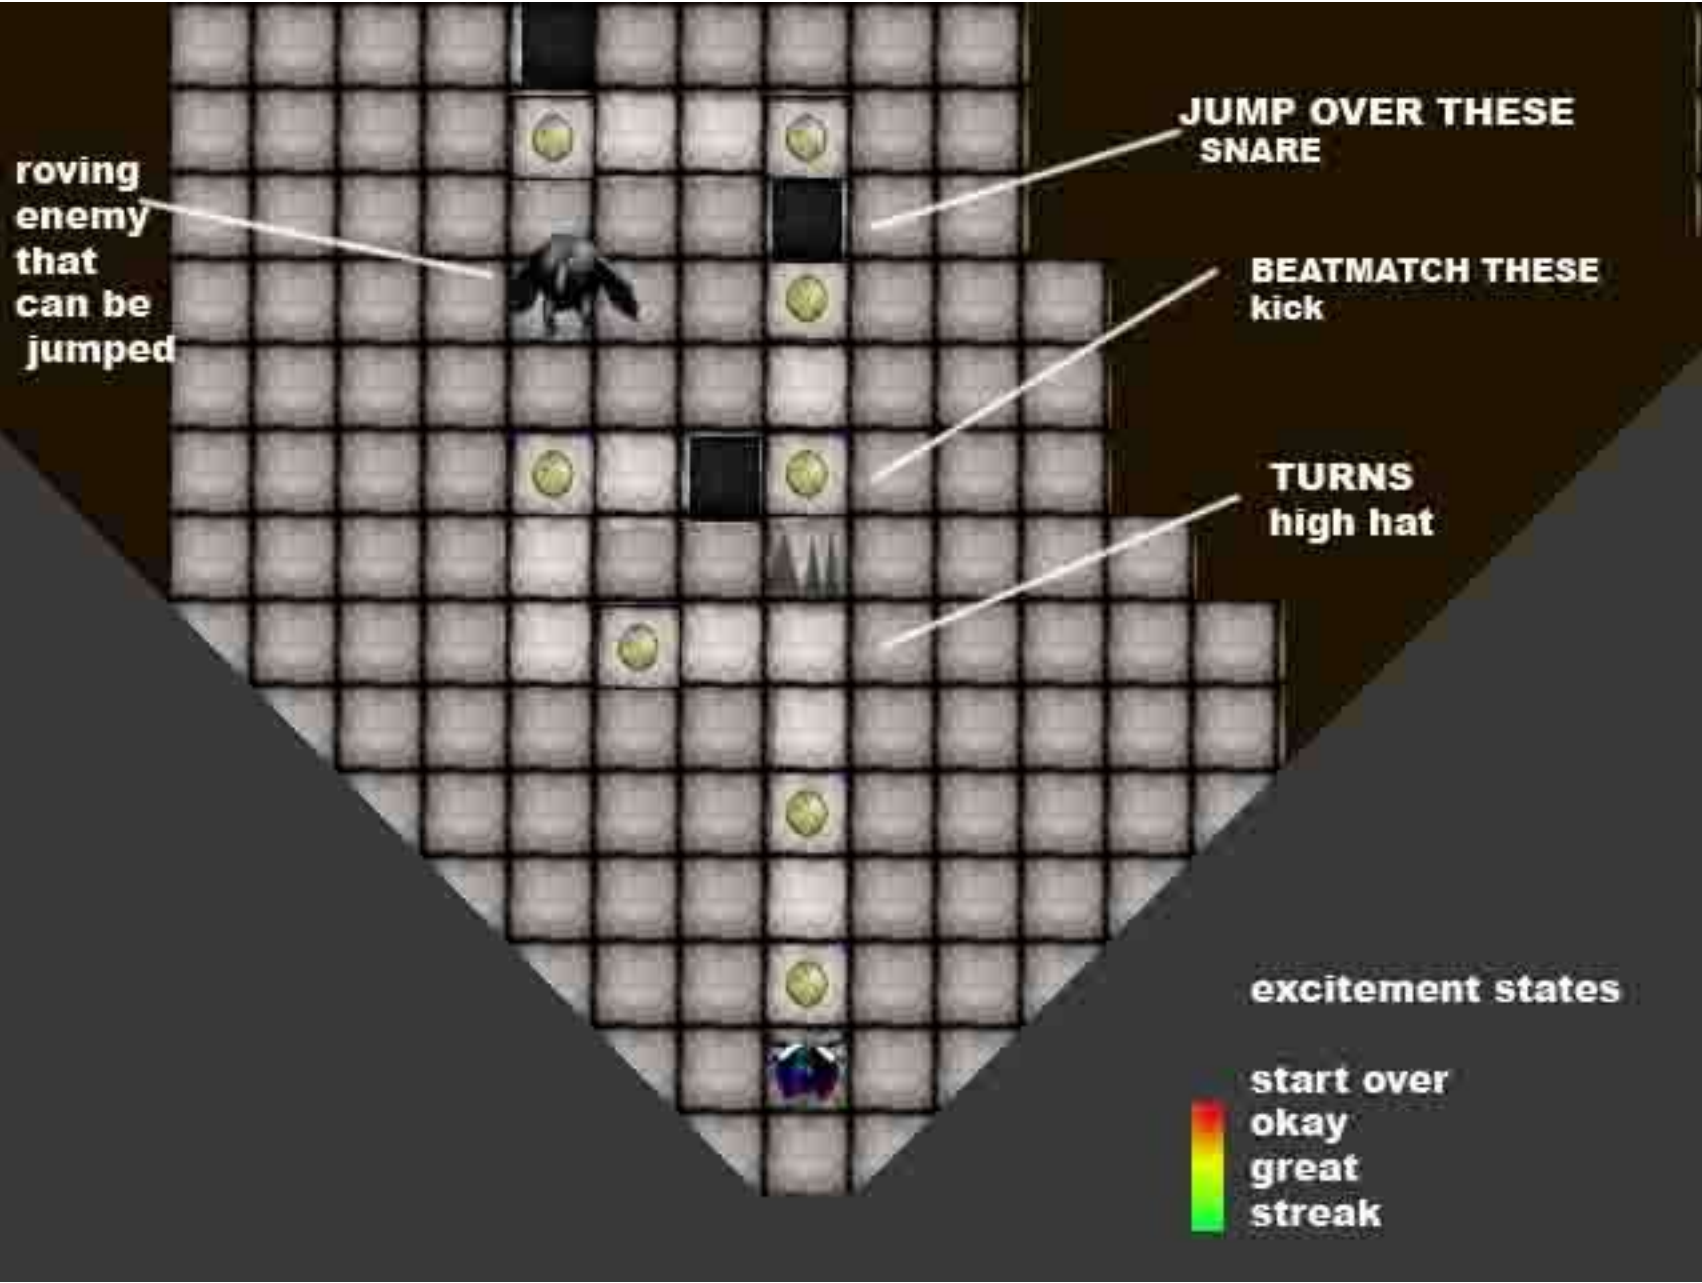 JUMP OVER THESE
SNARE
roving
enemy
that
can be
jumped
BEATMATCH THESE
kick
TURNS
high hat
excitement states
start over
okay
great
streak